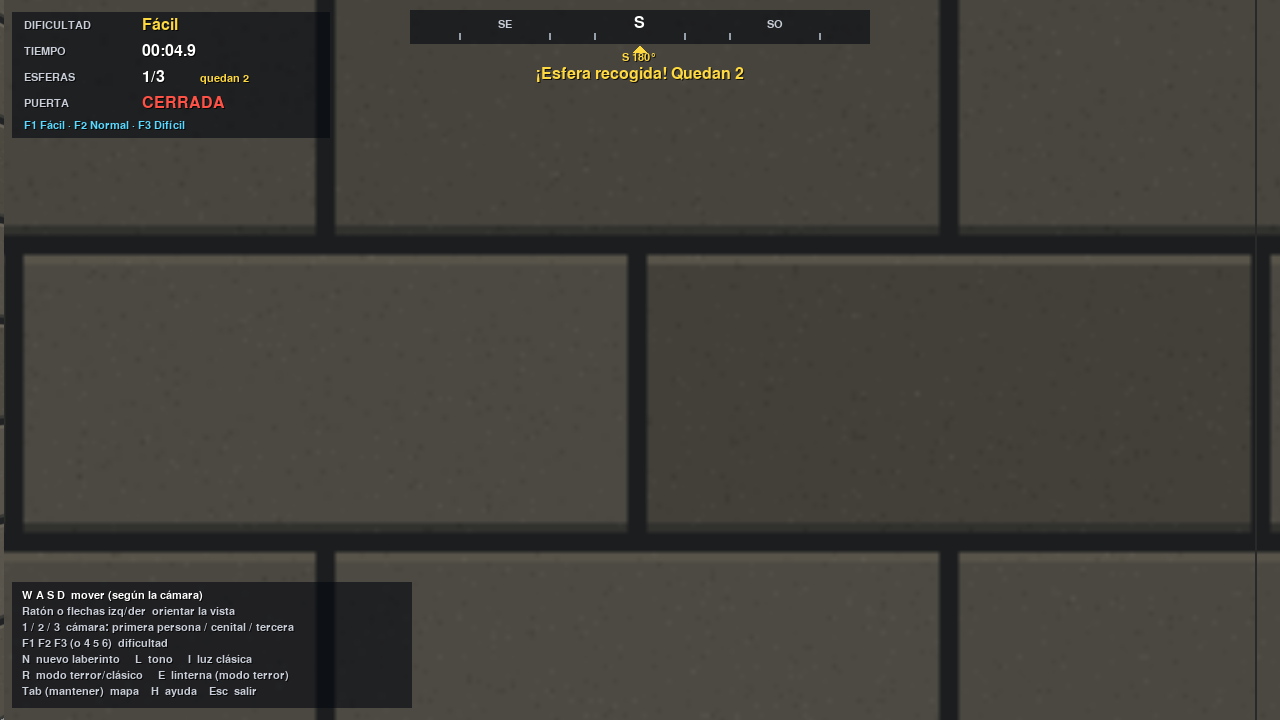 DIFICULTAD Fácil
TIEMPO 00:04.9
ESFERAS 1/3 quedan 2
PUERTA CERRADA
F1 Fácil · F2 Normal · F3 Difícil
SE S SO
S 180°
¡Esfera recogida! Quedan 2
W A S D mover (según la cámara)
Ratón o flechas izq/der orientar la vista
1 / 2 / 3 cámara: primera persona / cenital / tercera
F1 F2 F3 (o 4 5 6) dificultad
N nuevo laberinto L tono I luz clásica
R modo terror/clásico E linterna (modo terror)
Tab (mantener) mapa H ayuda Esc salir